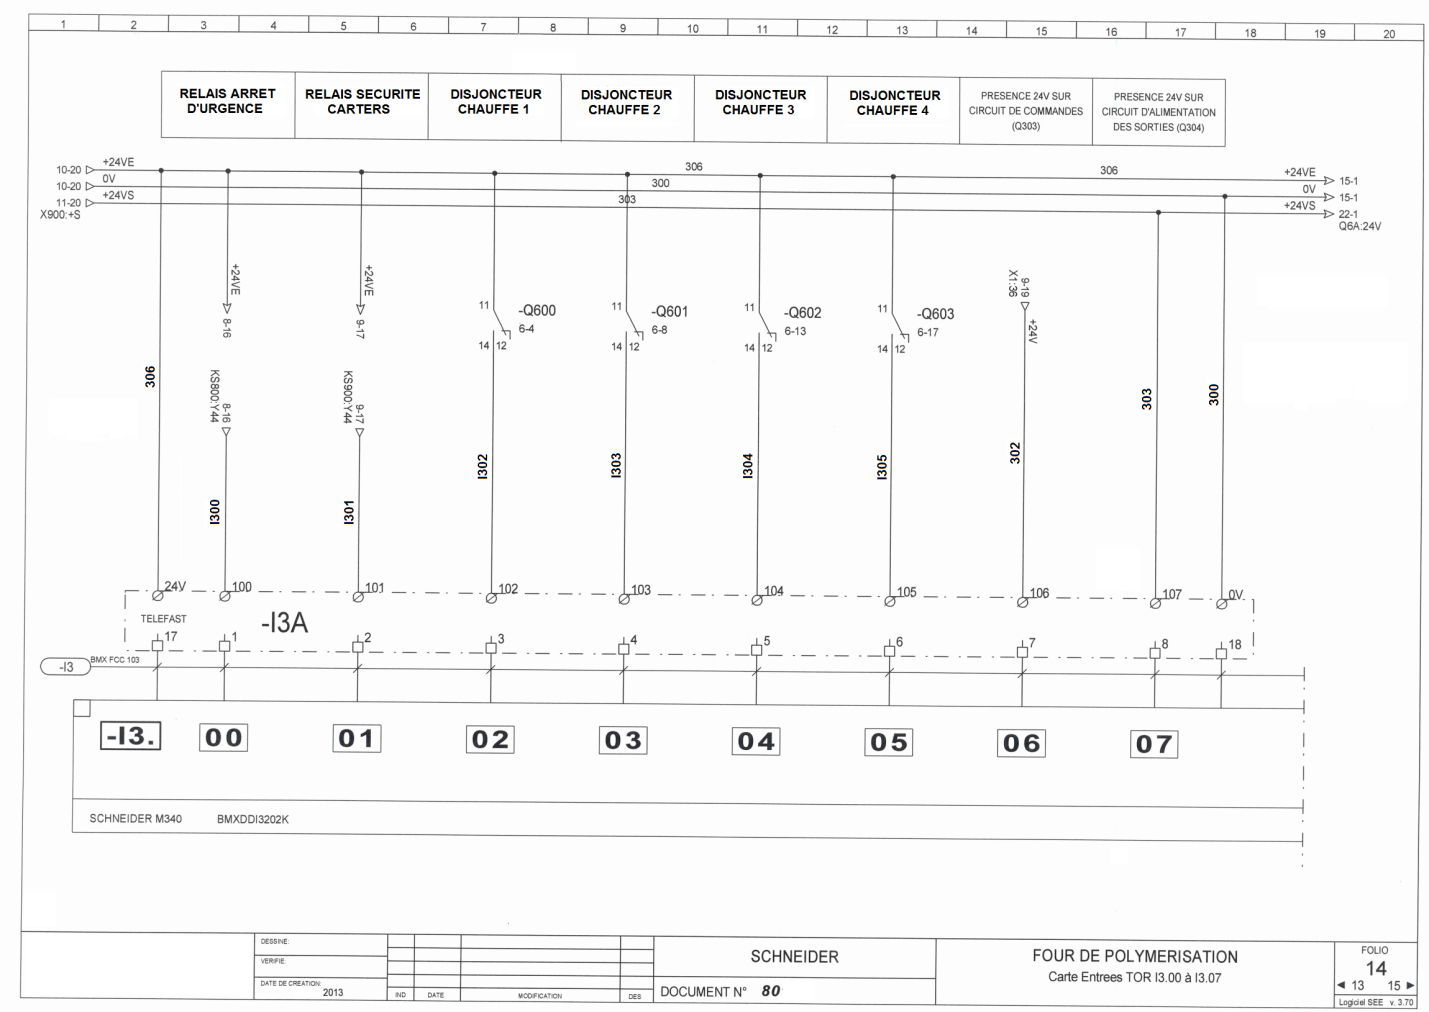 1 2 3 4 5 6 7 8 9 10 11 12 13 14 15 16 17 18 19 20
RELAIS ARRET
D'URGENCE
RELAIS SECURITE
CARTERS
DISJONCTEUR
CHAUFFE 1
DISJONCTEUR
CHAUFFE 2
DISJONCTEUR
CHAUFFE 3
DISJONCTEUR
CHAUFFE 4
PRESENCE 24V SUR
CIRCUIT DE COMMANDES
(Q303)
PRESENCE 24V SUR
CIRCUIT D'ALIMENTATION
DES SORTIES (Q304)
10-20 +24VE 306 306 +24VE 15-1
10-20 0V 300 0V 15-1
11-20 +24VS 303 +24VS 22-1
X900:+S
Q6A:24V
+24VE
8-16
+24VE
9-17
11 -Q600
6-4
14 12
11 -Q601
6-8
14 12
11 -Q602
6-13
14 12
11 -Q603
6-17
14 12
9-19
X1:36
+24V
8-16
KS800:Y44
9-17
KS900:Y44
306
I300
I301
I302
I303
I304
I305
302
303
300
24V 100 101 102 103 104 105 106 107 0V
TELEFAST
-I3A
17 1 2 3 4 5 6 7 8 18
-I3
BMX FCC 103
-I3. 00 01 02 03 04 05 06 07
SCHNEIDER M340 BMXDDI3202K
DESSINE:
VERIFIE:
DATE DE CREATION:
2013
IND DATE MODIFICATION DES
SCHNEIDER
DOCUMENT N° 80
FOUR DE POLYMERISATION
Carte Entrees TOR I3.00 à I3.07
FOLIO
14
13 15
Logiciel SEE v. 3.70